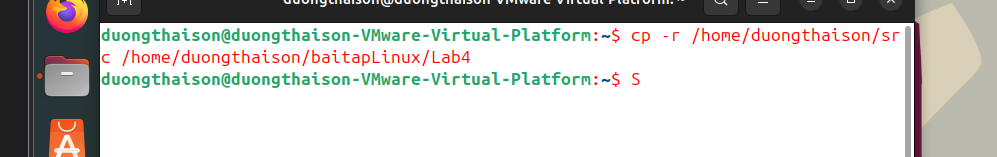 duongthaison@duongthaison-VMware-Virtual-Platform: ~
duongthaison@duongthaison-VMware-Virtual-Platform:~$ cp -r /home/duongthaison/sr
c /home/duongthaison/baitapLinux/Lab4
duongthaison@duongthaison-VMware-Virtual-Platform:~$ S